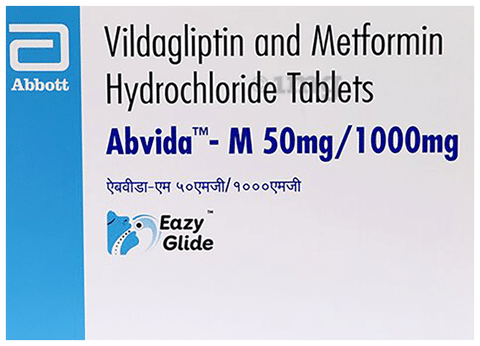 Abbott
Vildagliptin and Metformin
Hydrochloride Tablets
Abvida™- M 50mg/1000mg
ऐबवीडा-एम ५०एमजी/१०००एमजी
Eazy™
Glide